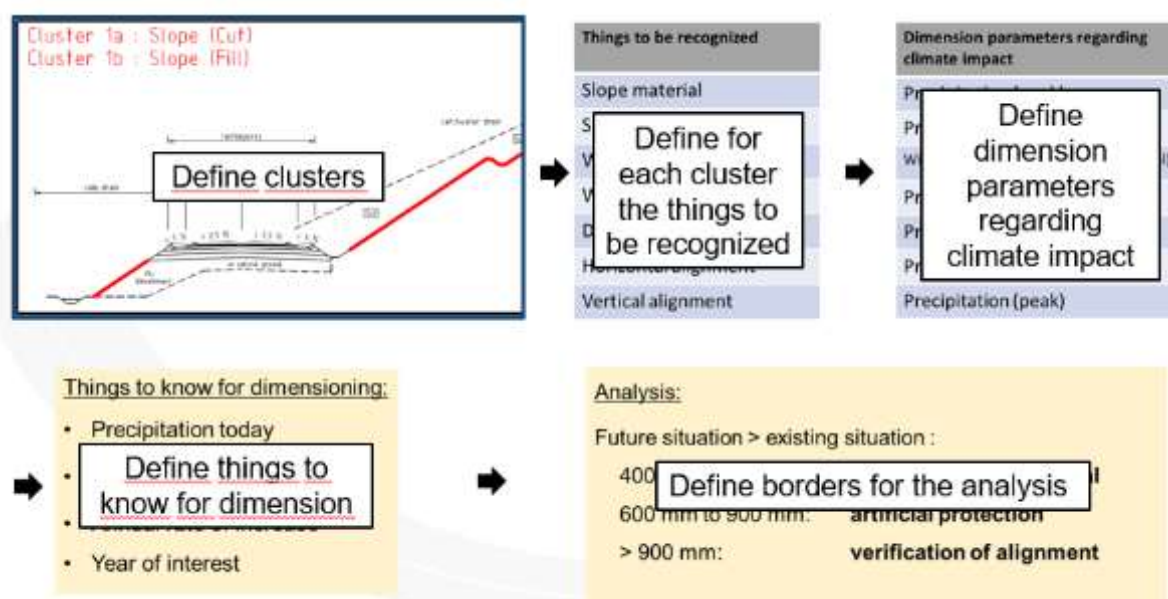 Cluster 1a : Slope (Cut)
Cluster 1b : Slope (Fill)
Define clusters
Things to be recognized
Slope material
Define for
each cluster
the things to
be recognized
Horizontal alignment
Vertical alignment
Dimension parameters regarding
climate impact
Define
dimension
parameters
regarding
climate impact
Precipitation (peak)
Things to know for dimensioning:
• Precipitation today
Define things to
know for dimension
• Year of interest
Analysis:
Future situation > existing situation :
400
Define borders for the analysis
600 mm to 900 mm: artificial protection
> 900 mm: verification of alignment